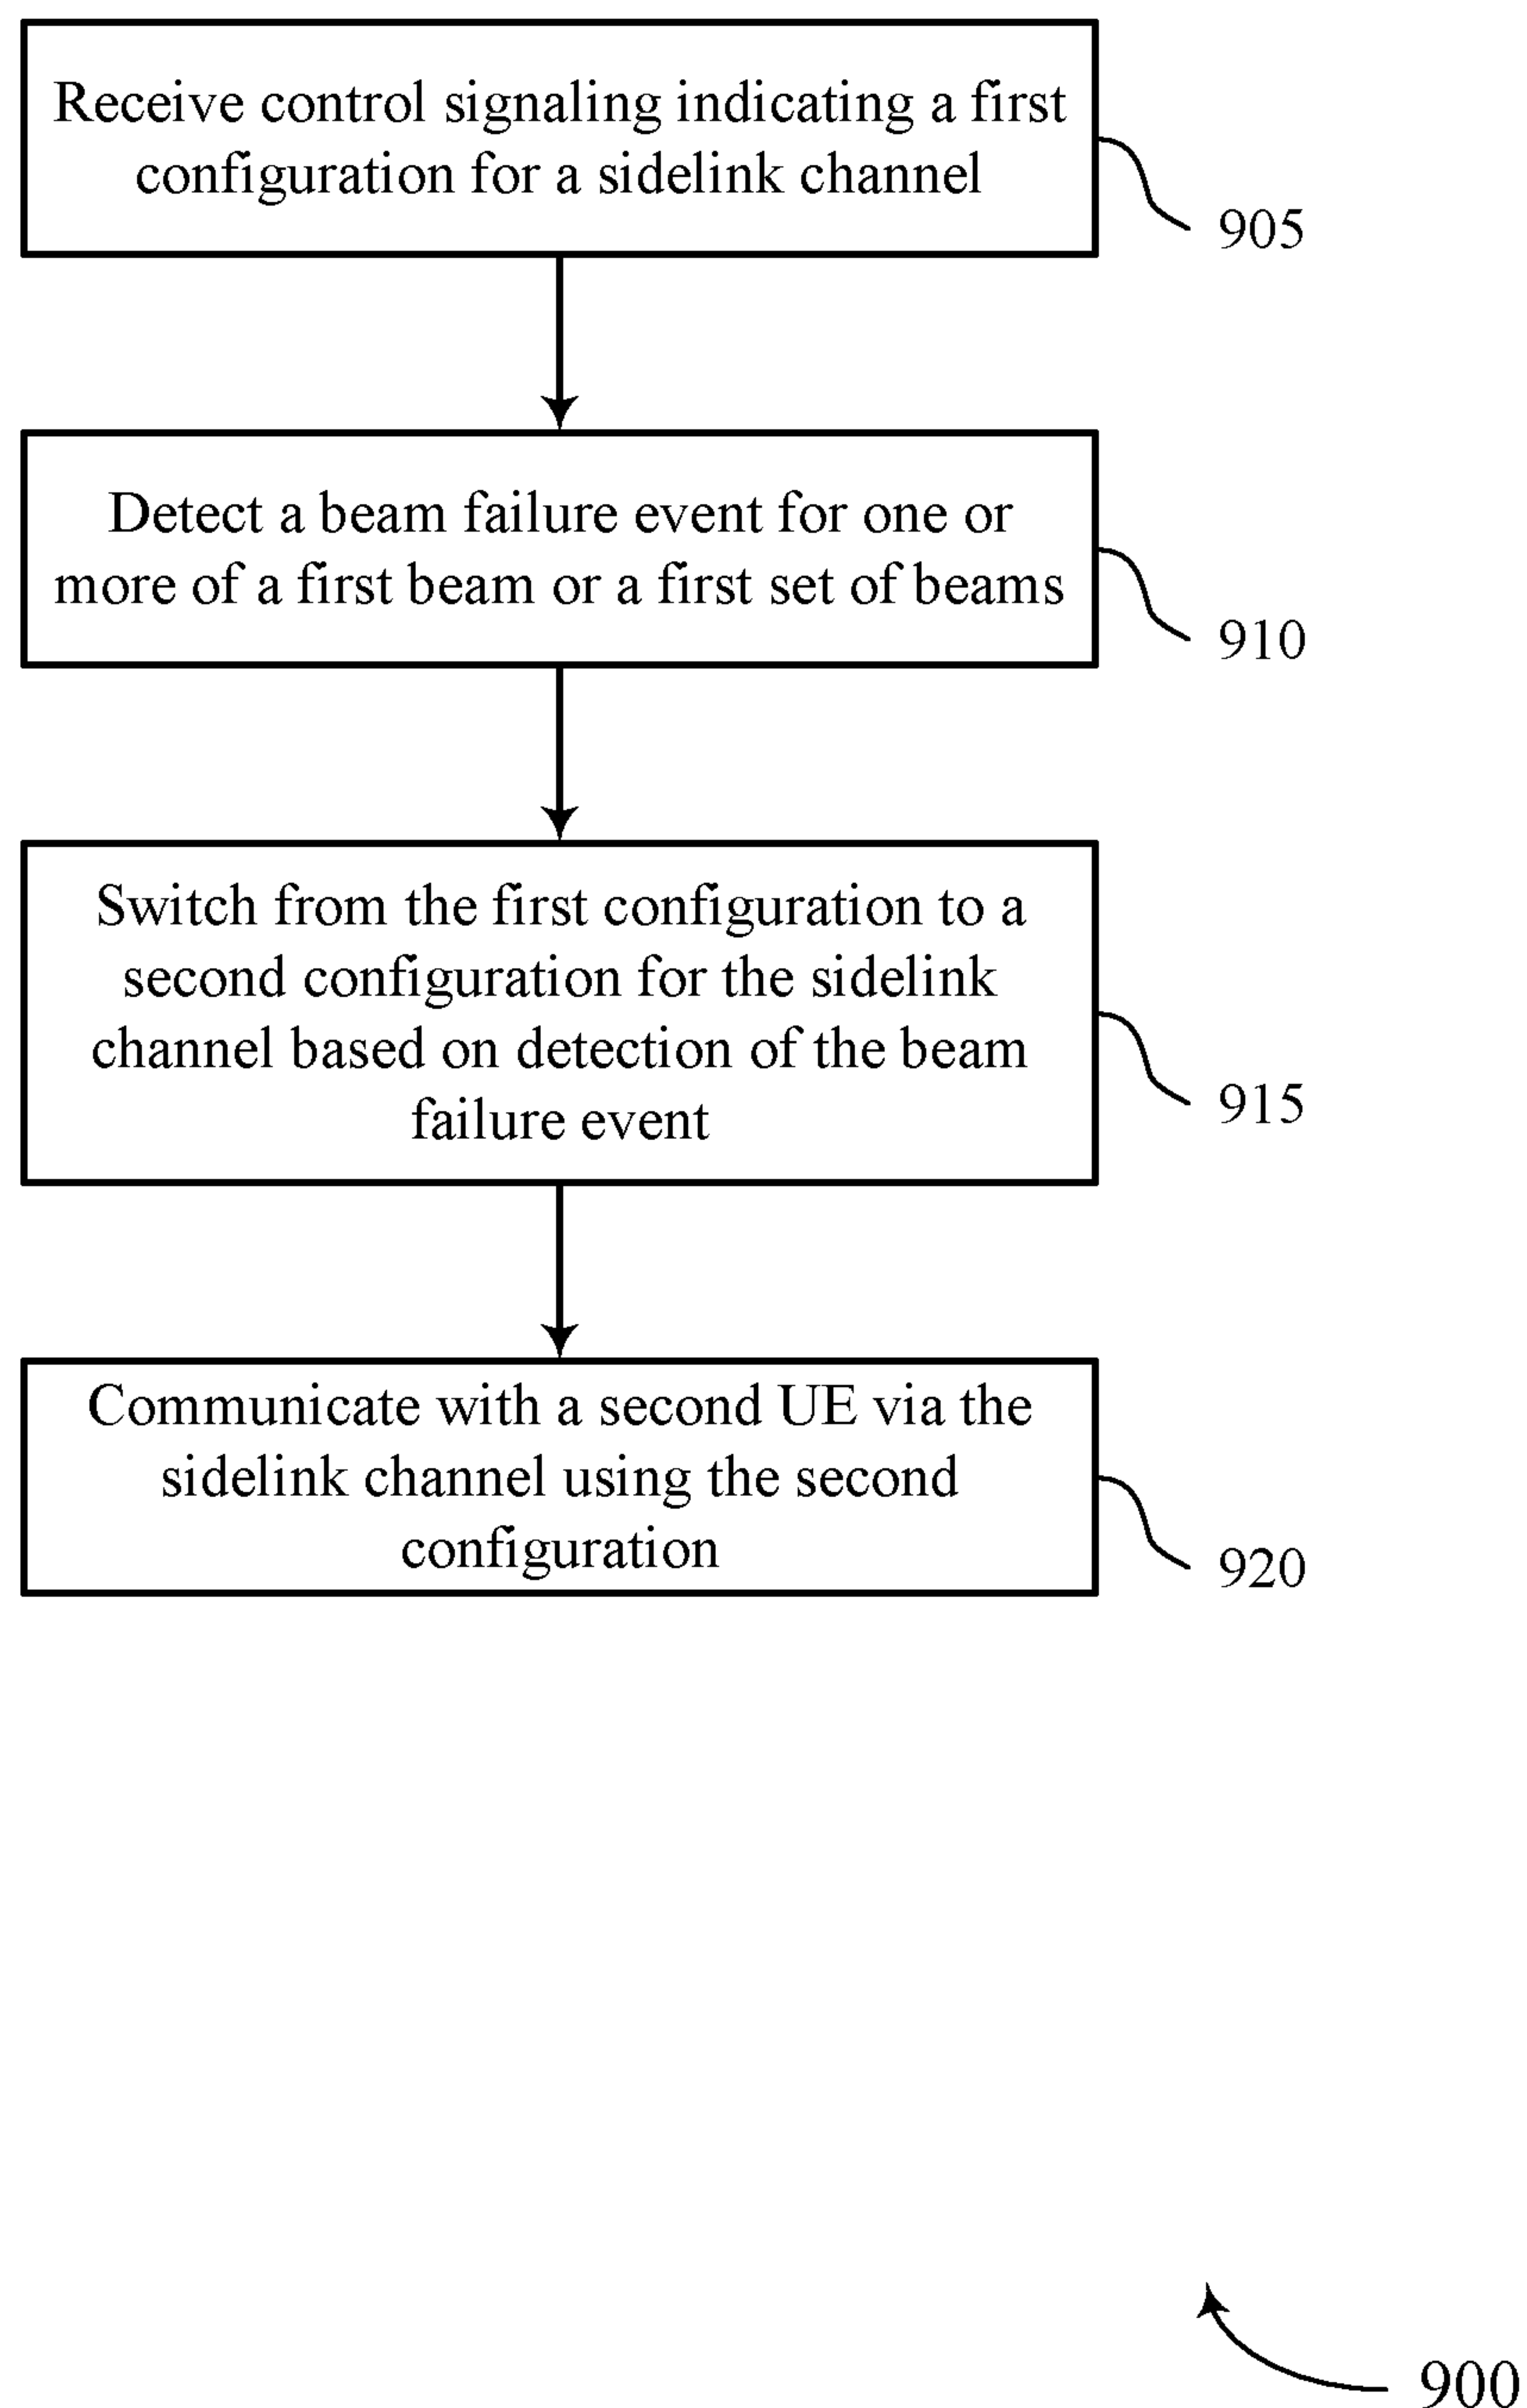 Receive control signaling indicating a first
configuration for a sidelink channel
905
Detect a beam failure event for one or
more of a first beam or a first set of beams
910
Switch from the first configuration to a
second configuration for the sidelink
channel based on detection of the beam
failure event
915
Communicate with a second UE via the
sidelink channel using the second
configuration
920
900